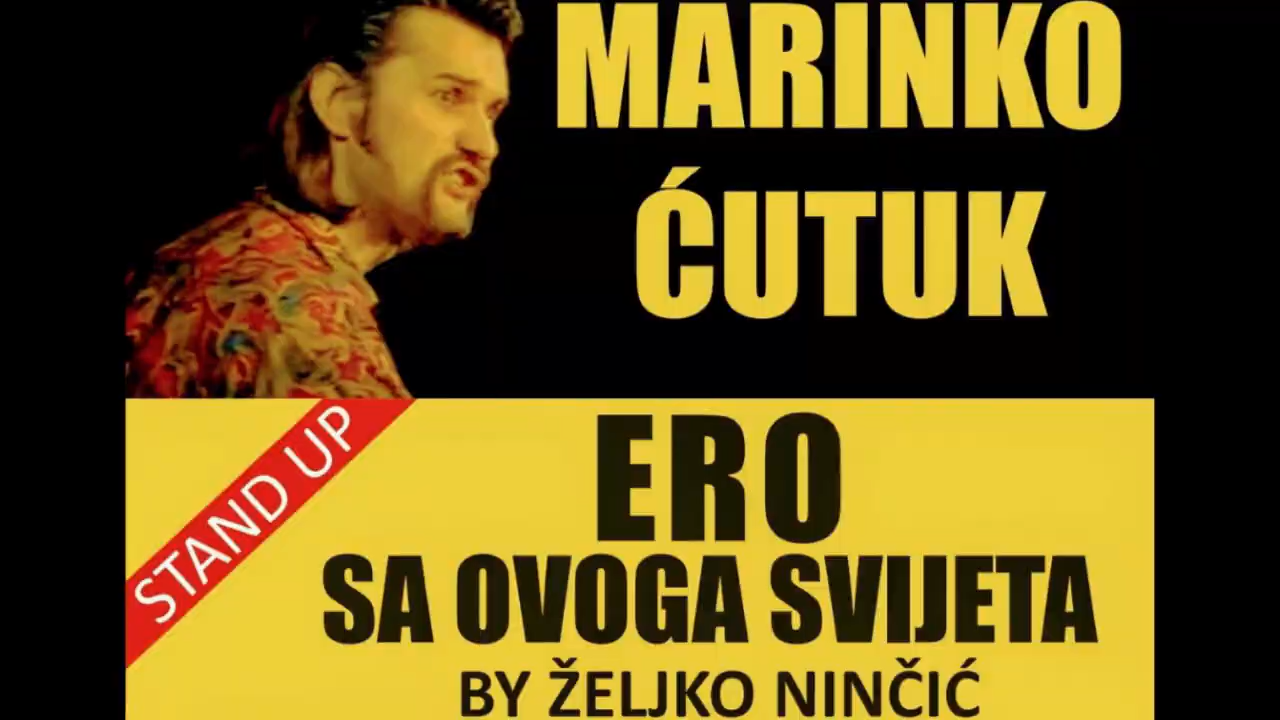 MARINKO
ĆUTUK
STAND UP
ERO
SA OVOGA SVIJETA
BY ŽELJKO NINČIĆ